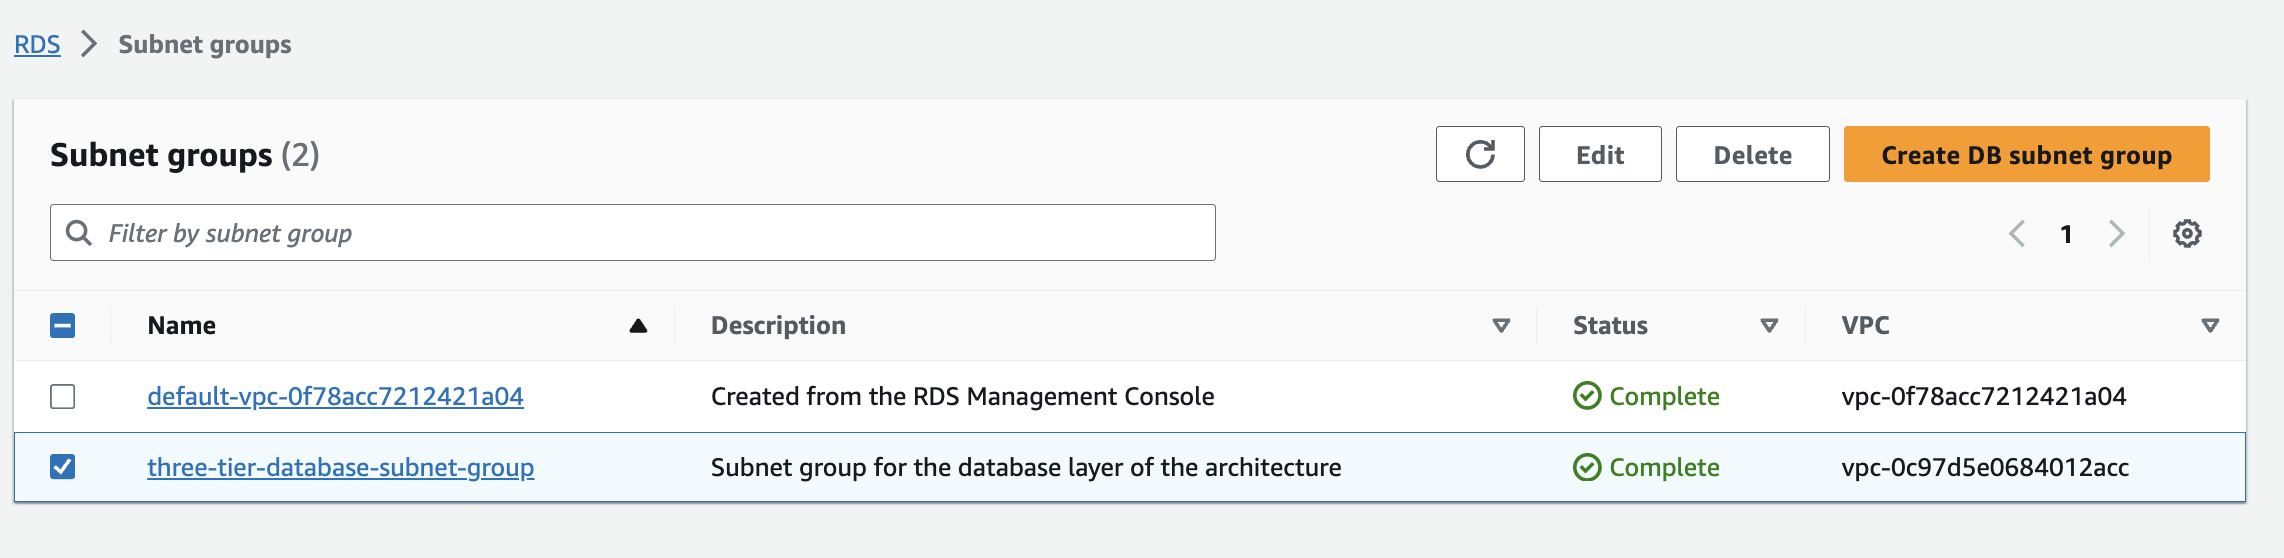 RDS > Subnet groups
Subnet groups (2)
Edit
Delete
Create DB subnet group
Filter by subnet group
1
Name Description Status VPC
default-vpc-0f78acc7212421a04 Created from the RDS Management Console Complete vpc-0f78acc7212421a04
three-tier-database-subnet-group Subnet group for the database layer of the architecture Complete vpc-0c97d5e0684012acc